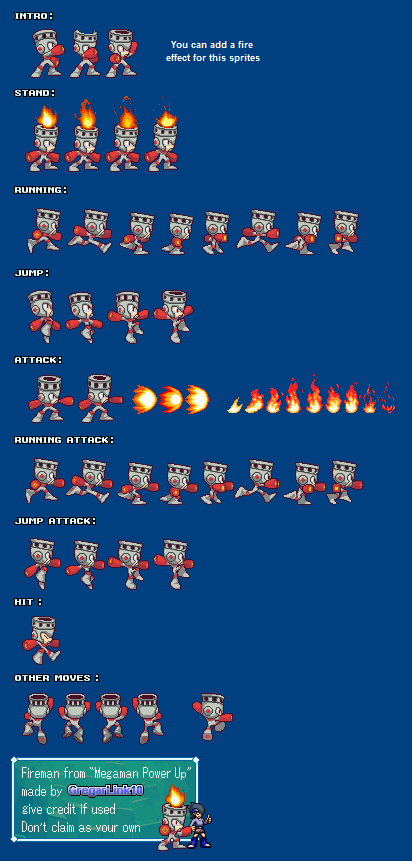 INTRO:
You can add a fire
effect for this sprites
STAND:
RUNNING:
JUMP:
ATTACK:
RUNNING ATTACK:
JUMP ATTACK:
HIT :
OTHER MOVES :
Fireman from "Megaman Power Up"
made by GregarLink10
give credit if used
Don't claim as your own